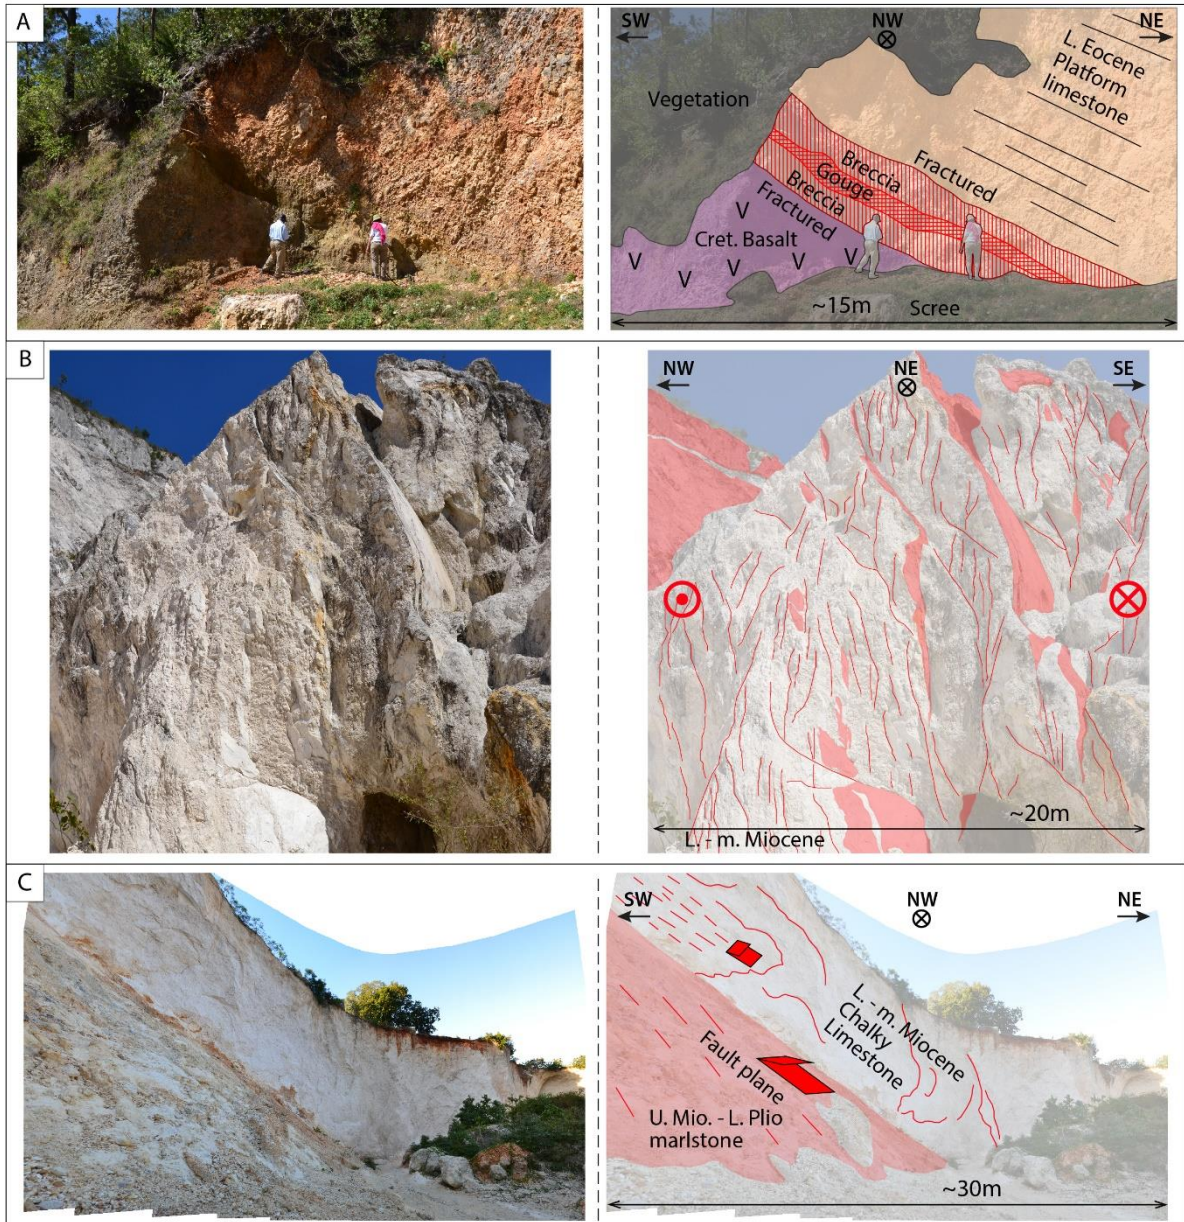 A
SW
NW
NE
L. Eocene
Platform
limestone
Vegetation
Breccia
Gouge
Breccia
Fractured
Fractured
V
Cret. Basalt
V V V V V
~15m
Scree
B
NW
NE
SE
~20m
L. - m. Miocene
C
SW
NW
NE
L. - m. Miocene
Chalky
Limestone
Fault plane
U. Mio. - L. Plio
marlstone
~30m